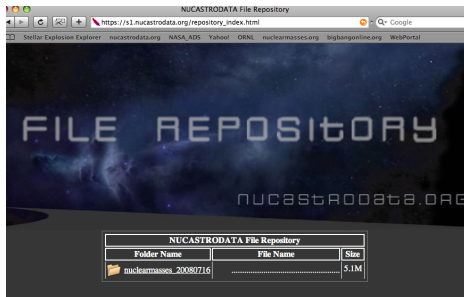 NUCASTRODATA File Repository
https://s1.nucastrodata.org/repository_index.html
Google
Stellar Explosion Explorer nucastrodata.org NASA_ADS Yahoo! ORNL nuclearmasses.org bigbangonline.org WebPortal
FILE REPOSITORY
nucastrodata.org
NUCASTRODATA File Repository
Folder Name File Name Size
nuclearmasses_20080716 ................................................ 5.1M